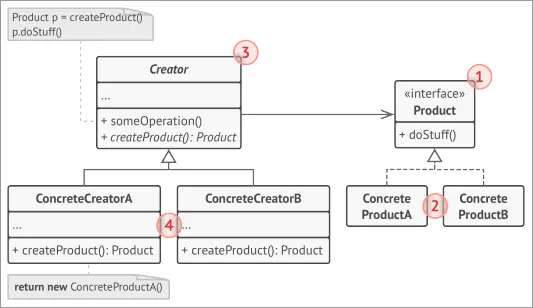 Product p = createProduct()
p.doStuff()
3
Creator
...
+ someOperation()
+ createProduct(): Product
1
«interface»
Product
+ doStuff()
ConcreteCreatorA
...
+ createProduct(): Product
4
ConcreteCreatorB
...
+ createProduct(): Product
Concrete
ProductA
2
Concrete
ProductB
return new ConcreteProductA()